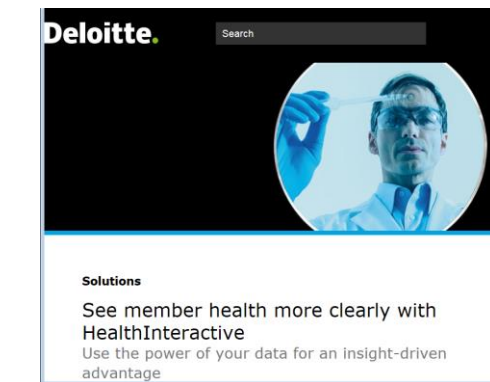 Deloitte.
Search
Solutions
See member health more clearly with
HealthInteractive
Use the power of your data for an insight-driven
advantage